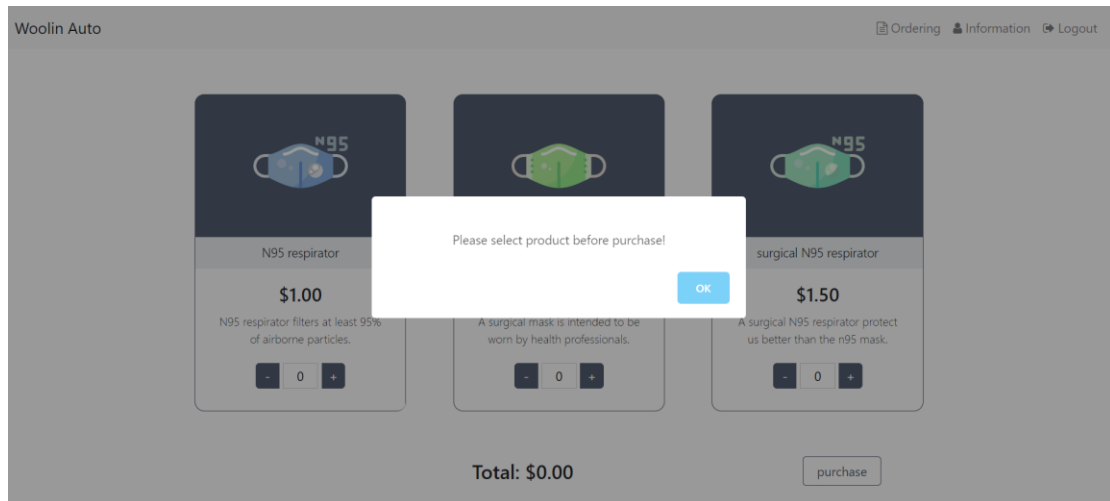 Woolin Auto
Ordering Information Logout
N95
N95
Please select product before purchase!
OK
N95 respirator
surgical N95 respirator
$1.00
$1.50
N95 respirator filters at least 95%
of airborne particles.
A surgical mask is intended to be
worn by health professionals.
A surgical N95 respirator protect
us better than the n95 mask.
- 0 +
- 0 +
- 0 +
Total: $0.00
purchase